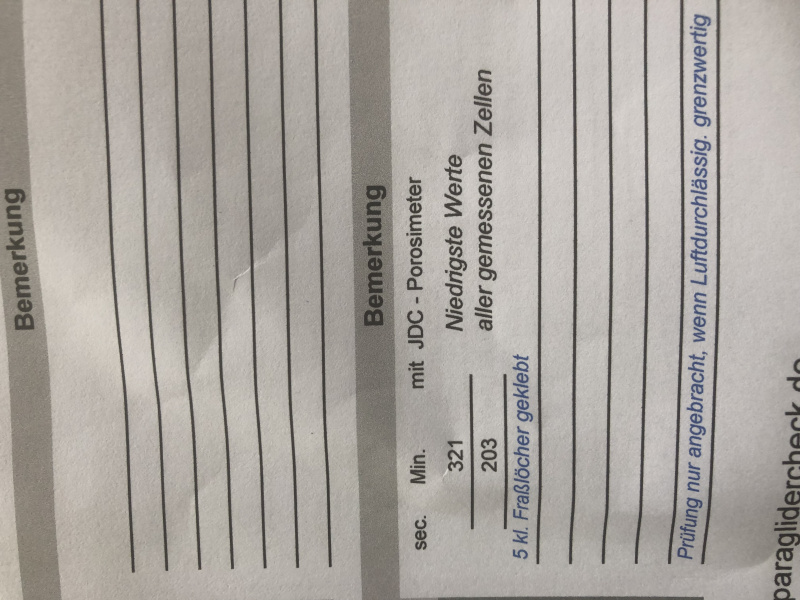 Bemerkung
Bemerkung
sec. Min. mit JDC - Porosimeter
321 Niedrigste Werte
203 aller gemessenen Zellen
5 kl. Fraßlöcher geklebt
Prüfung nur angebracht, wenn Luftdurchlässig. grenzwertig
paraglidercheck.de